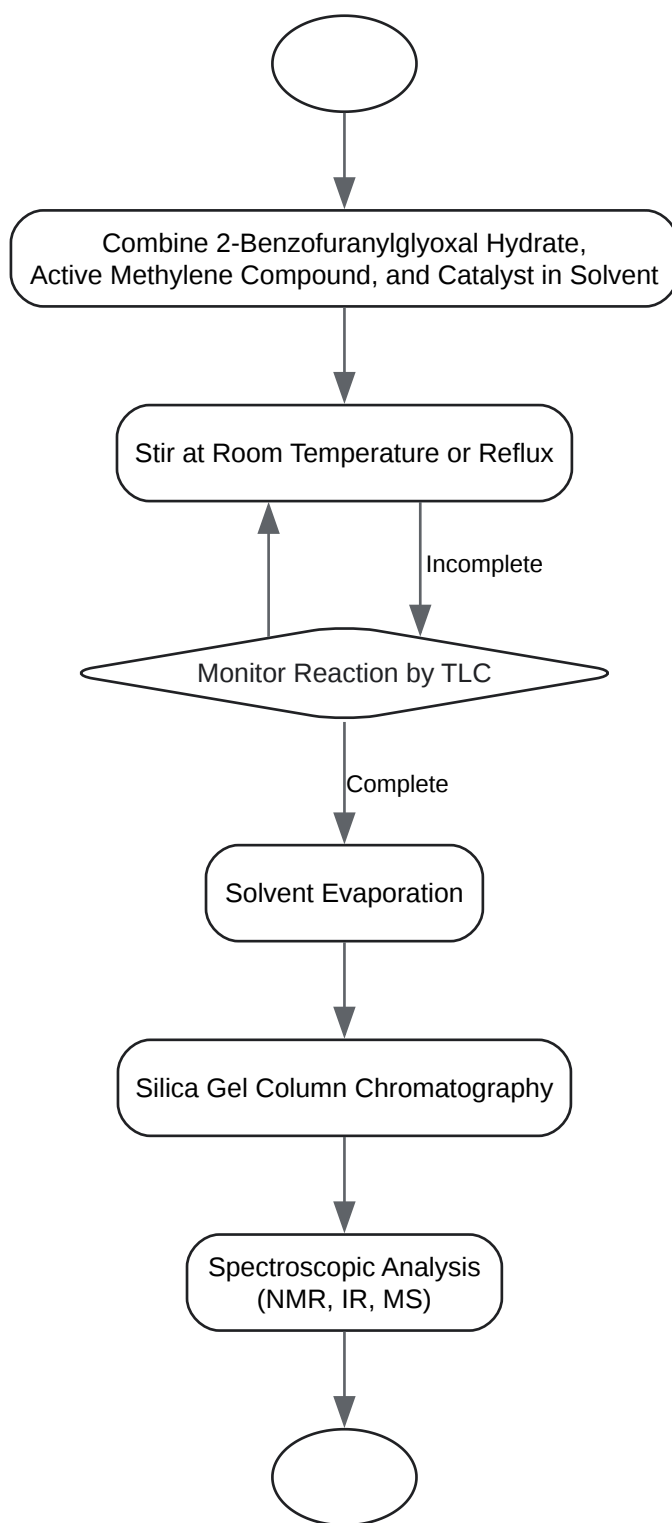 Combine 2-Benzofuranylglyoxal Hydrate,
Active Methylene Compound, and Catalyst in Solvent
Stir at Room Temperature or Reflux
Incomplete
Monitor Reaction by TLC
Complete
Solvent Evaporation
Silica Gel Column Chromatography
Spectroscopic Analysis
(NMR, IR, MS)